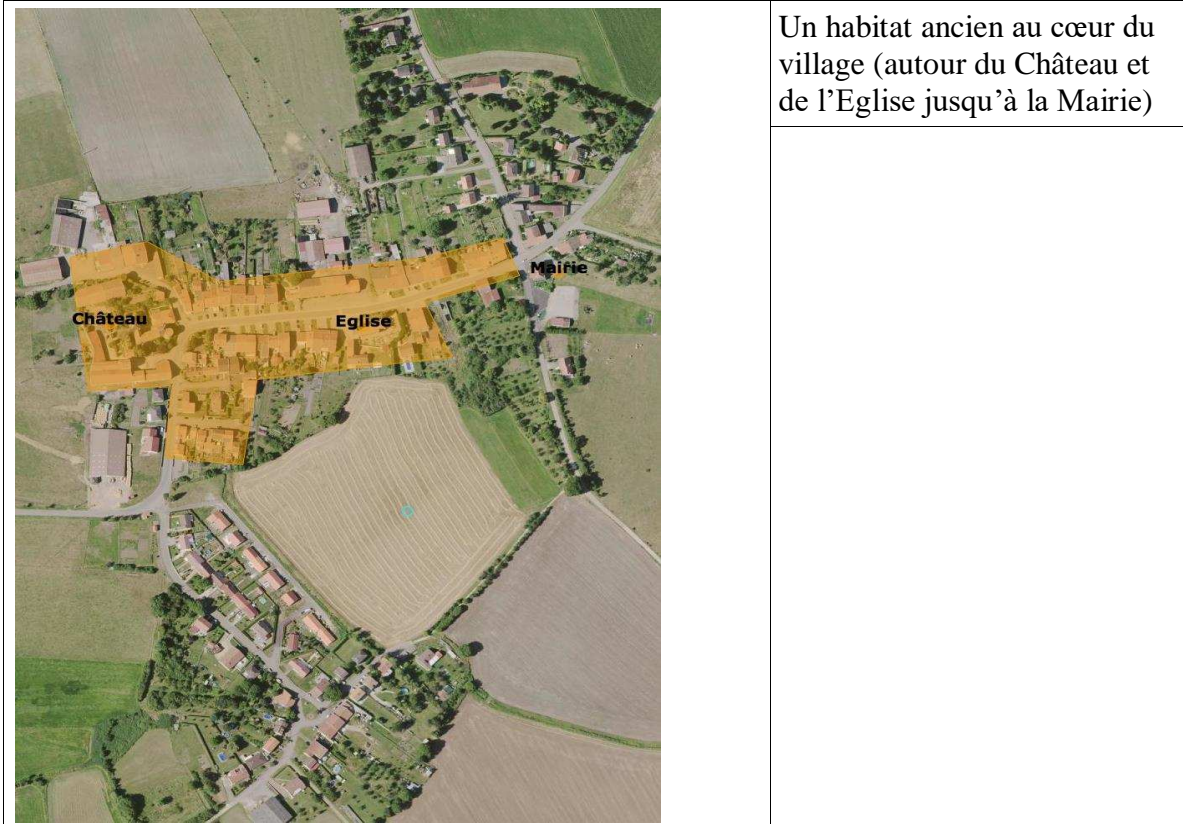 Un habitat ancien au cœur du
village (autour du Château et
de l'Eglise jusqu'à la Mairie)
Mairie
Château
Eglise